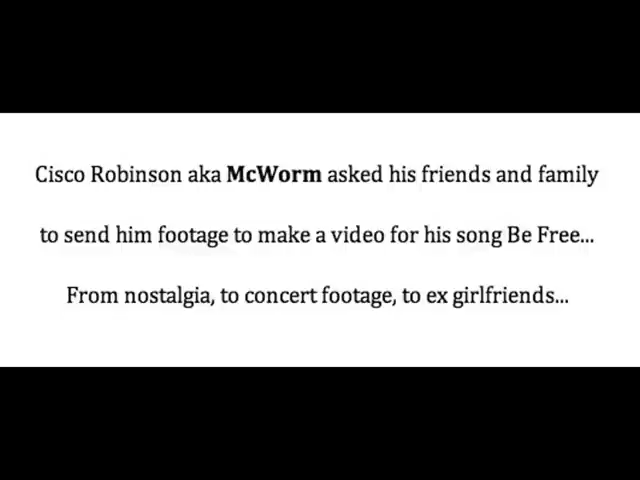 Cisco Robinson aka McWorm asked his friends and family
to send him footage to make a video for his song Be Free...
From nostalgia, to concert footage, to ex girlfriends...